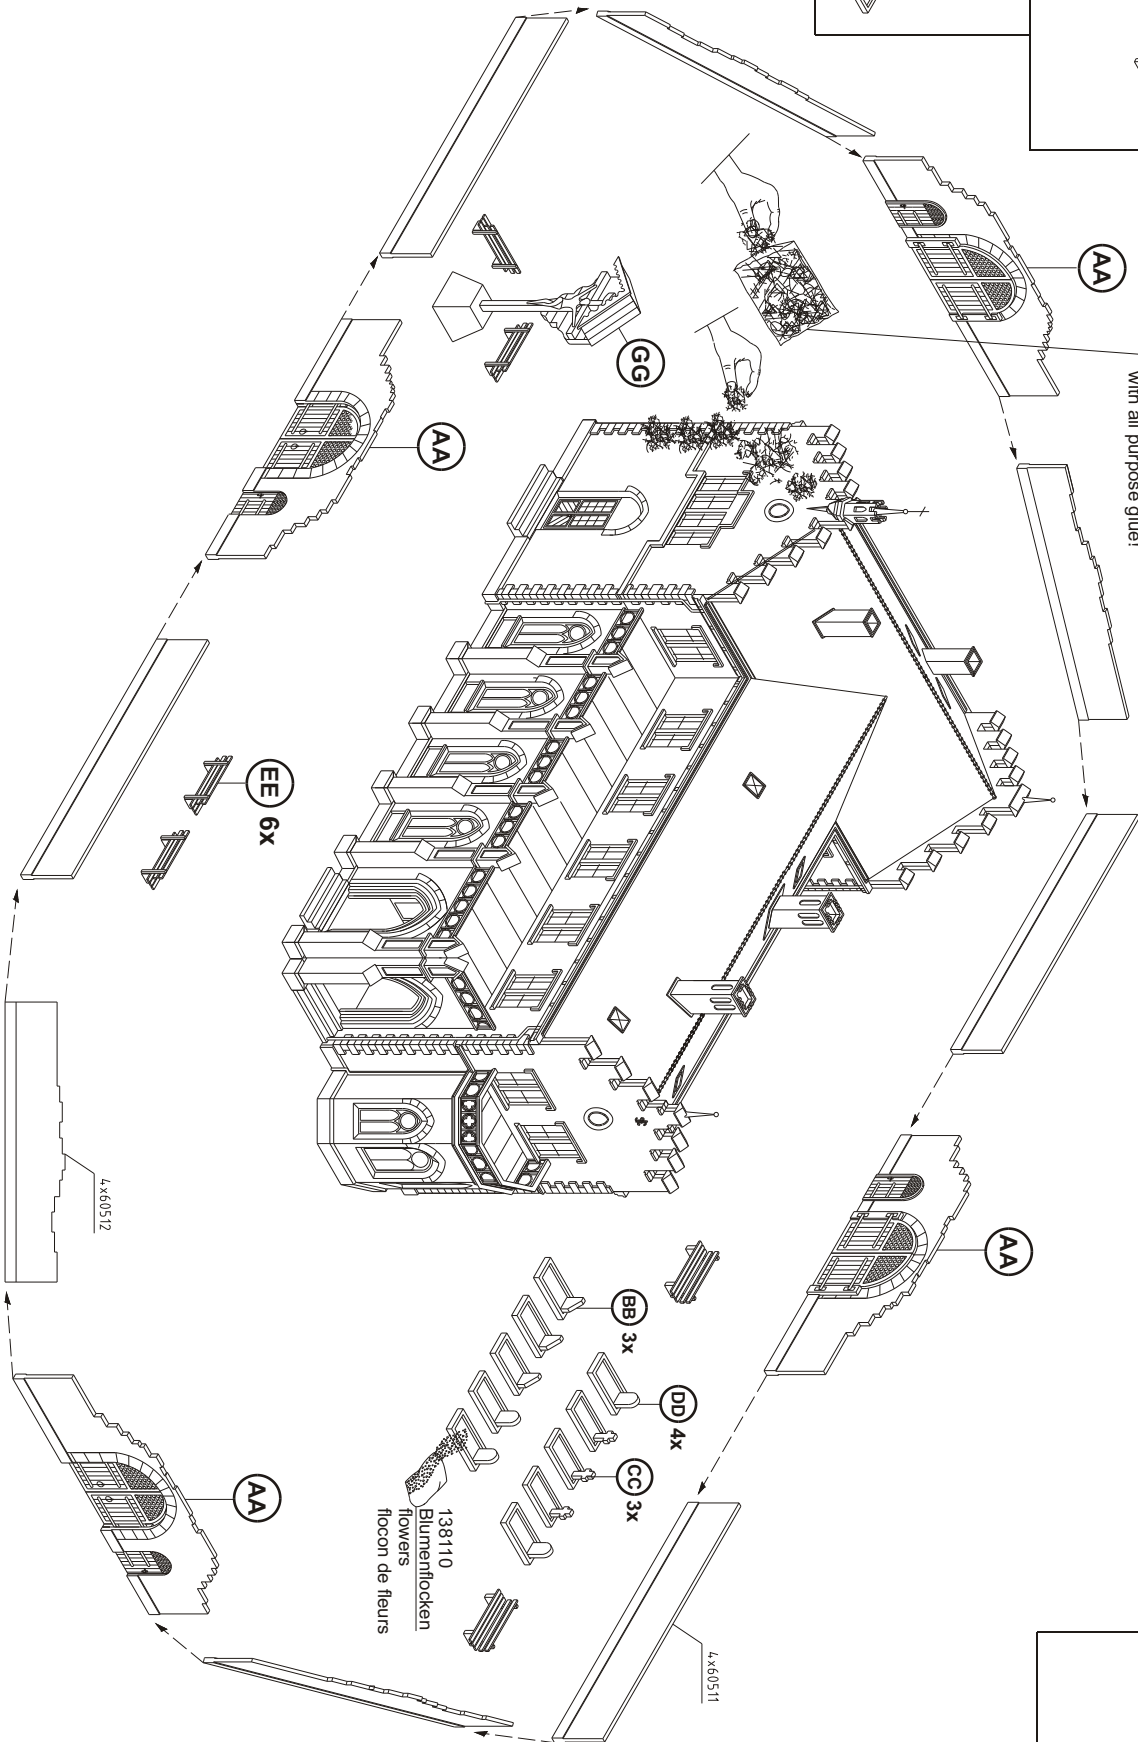 with all purpose glue!
AA
GG
AA
EE 6x
AA
BB 3x
DD 4x
CC 3x
138110
Blumenflocken
flowers
flocon de fleurs
4x60512
AA
4x60511